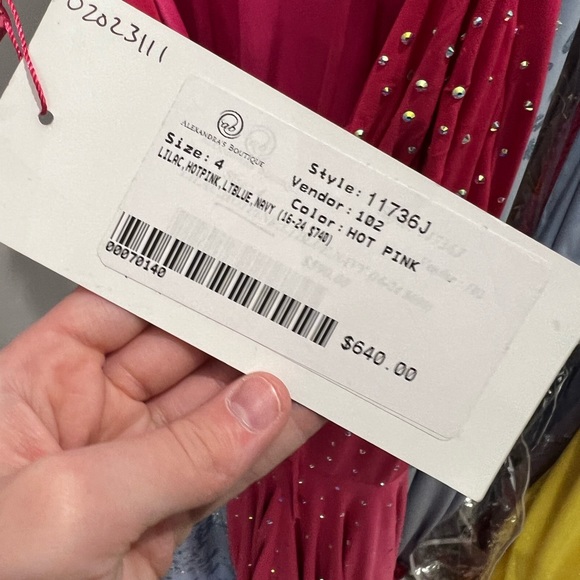 02023111
ab
ALEXANDRA'S BOUTIQUE
Size: 4
Style: 11736J
Vendor: 102
Color: HOT PINK
LILAC,HOTPINK,LTBLUE,NAVY (16-24 $740)
00070140
$640.00